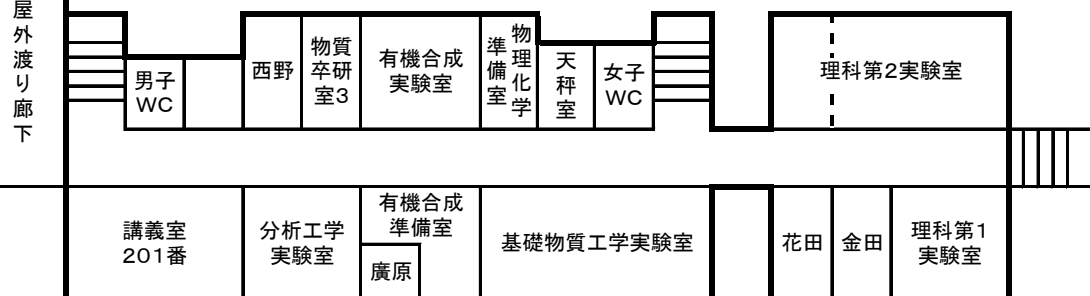 屋外渡り廊下
男子
WC
西野
物質
卒研
室3
有機合成
実験室
物理化学
準備室
天秤室
女子
WC
理科第2実験室
講義室
201番
分析工学
実験室
有機合成
準備室
廣原
基礎物質工学実験室
花田
金田
理科第1
実験室